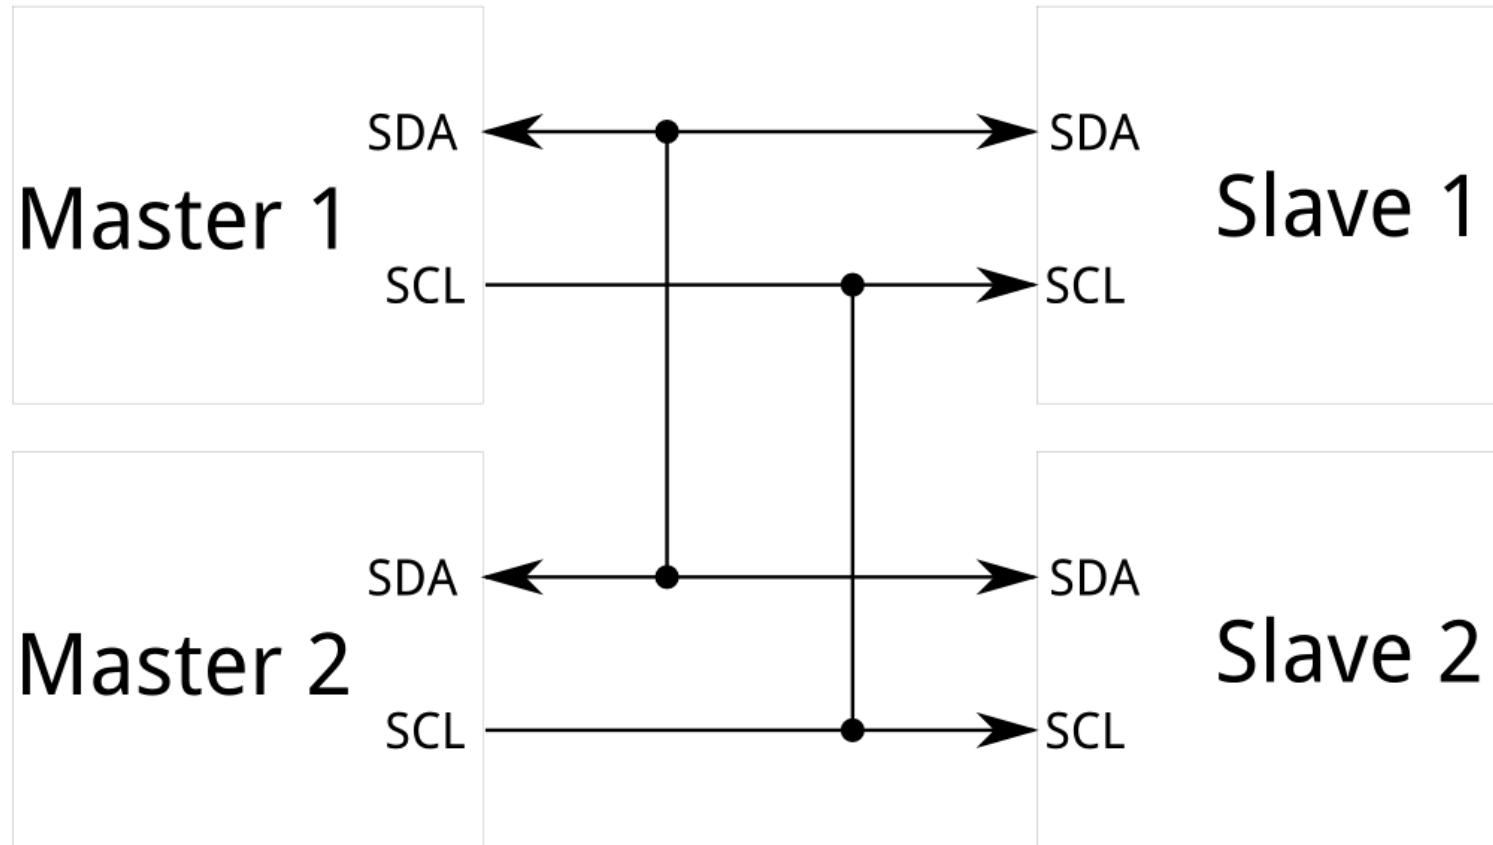 SDA
Master 1
SCL
SDA
Slave 1
SCL
SDA
Master 2
SCL
SDA
Slave 2
SCL